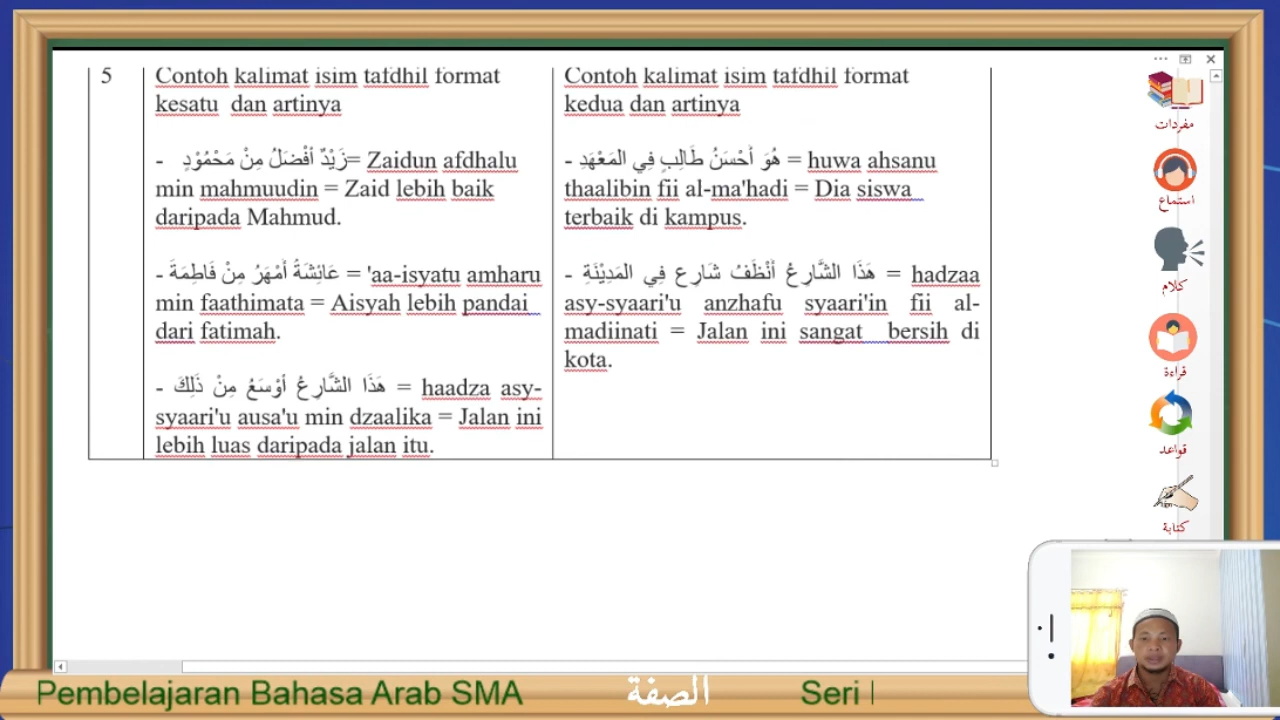 5
Contoh kalimat isim tafdhil format
kesatu dan artinya
- زَيْدٌ أَفْضَلُ مِنْ مَحْمُوْدٍ= Zaidun afdhalu
min mahmuudin = Zaid lebih baik
daripada Mahmud.
- عَائِشَةُ أَمْهَرُ مِنْ فَاطِمَةَ = 'aa-isyatu amharu
min faathimata = Aisyah lebih pandai
dari fatimah.
- هَذَا الشَّارِعُ أَوْسَعُ مِنْ ذَلِكَ = haadza asy-
syaari'u ausa'u min dzaalika = Jalan ini
lebih luas daripada jalan itu.
Contoh kalimat isim tafdhil format
kedua dan artinya
- هُوَ أَحْسَنُ طَالِبٍ فِي المَعْهَدِ = huwa ahsanu
thaalibin fii al-ma'hadi = Dia siswa
terbaik di kampus.
- هَذَا الشَّارِعُ أَنْظَفُ شَارِعٍ فِي المَدِيْنَةِ = hadzaa
asy-syaari'u anzhafu syaari'in fii al-
madiinati = Jalan ini sangat bersih di
kota.
مفردات
استماع
كلام
قراءة
قواعد
كتابة
Pembelajaran Bahasa Arab SMA الصفة Seri I